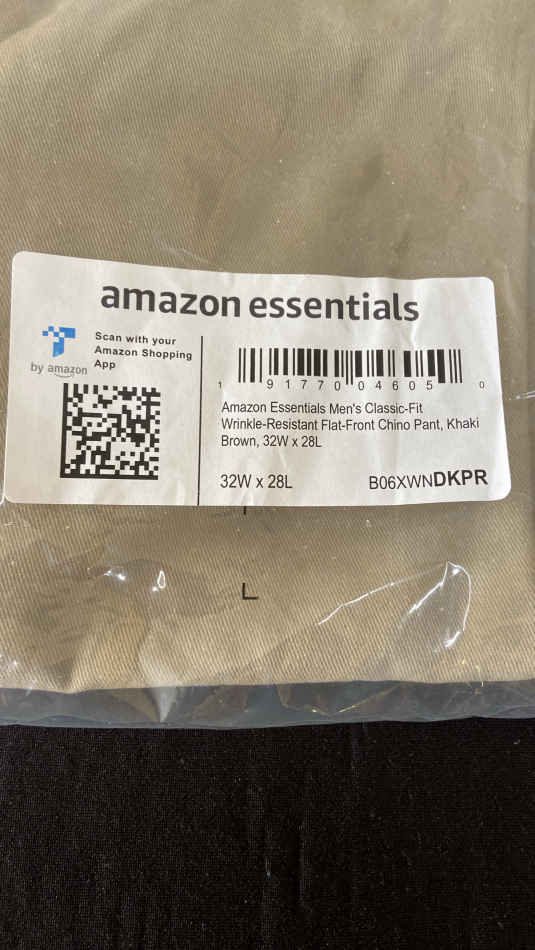 amazon essentials
Scan with your
Amazon Shopping
App
by amazon
1 91770 04605 0
Amazon Essentials Men's Classic-Fit
Wrinkle-Resistant Flat-Front Chino Pant, Khaki
Brown, 32W x 28L
32W x 28L
B06XWNDKPR
L